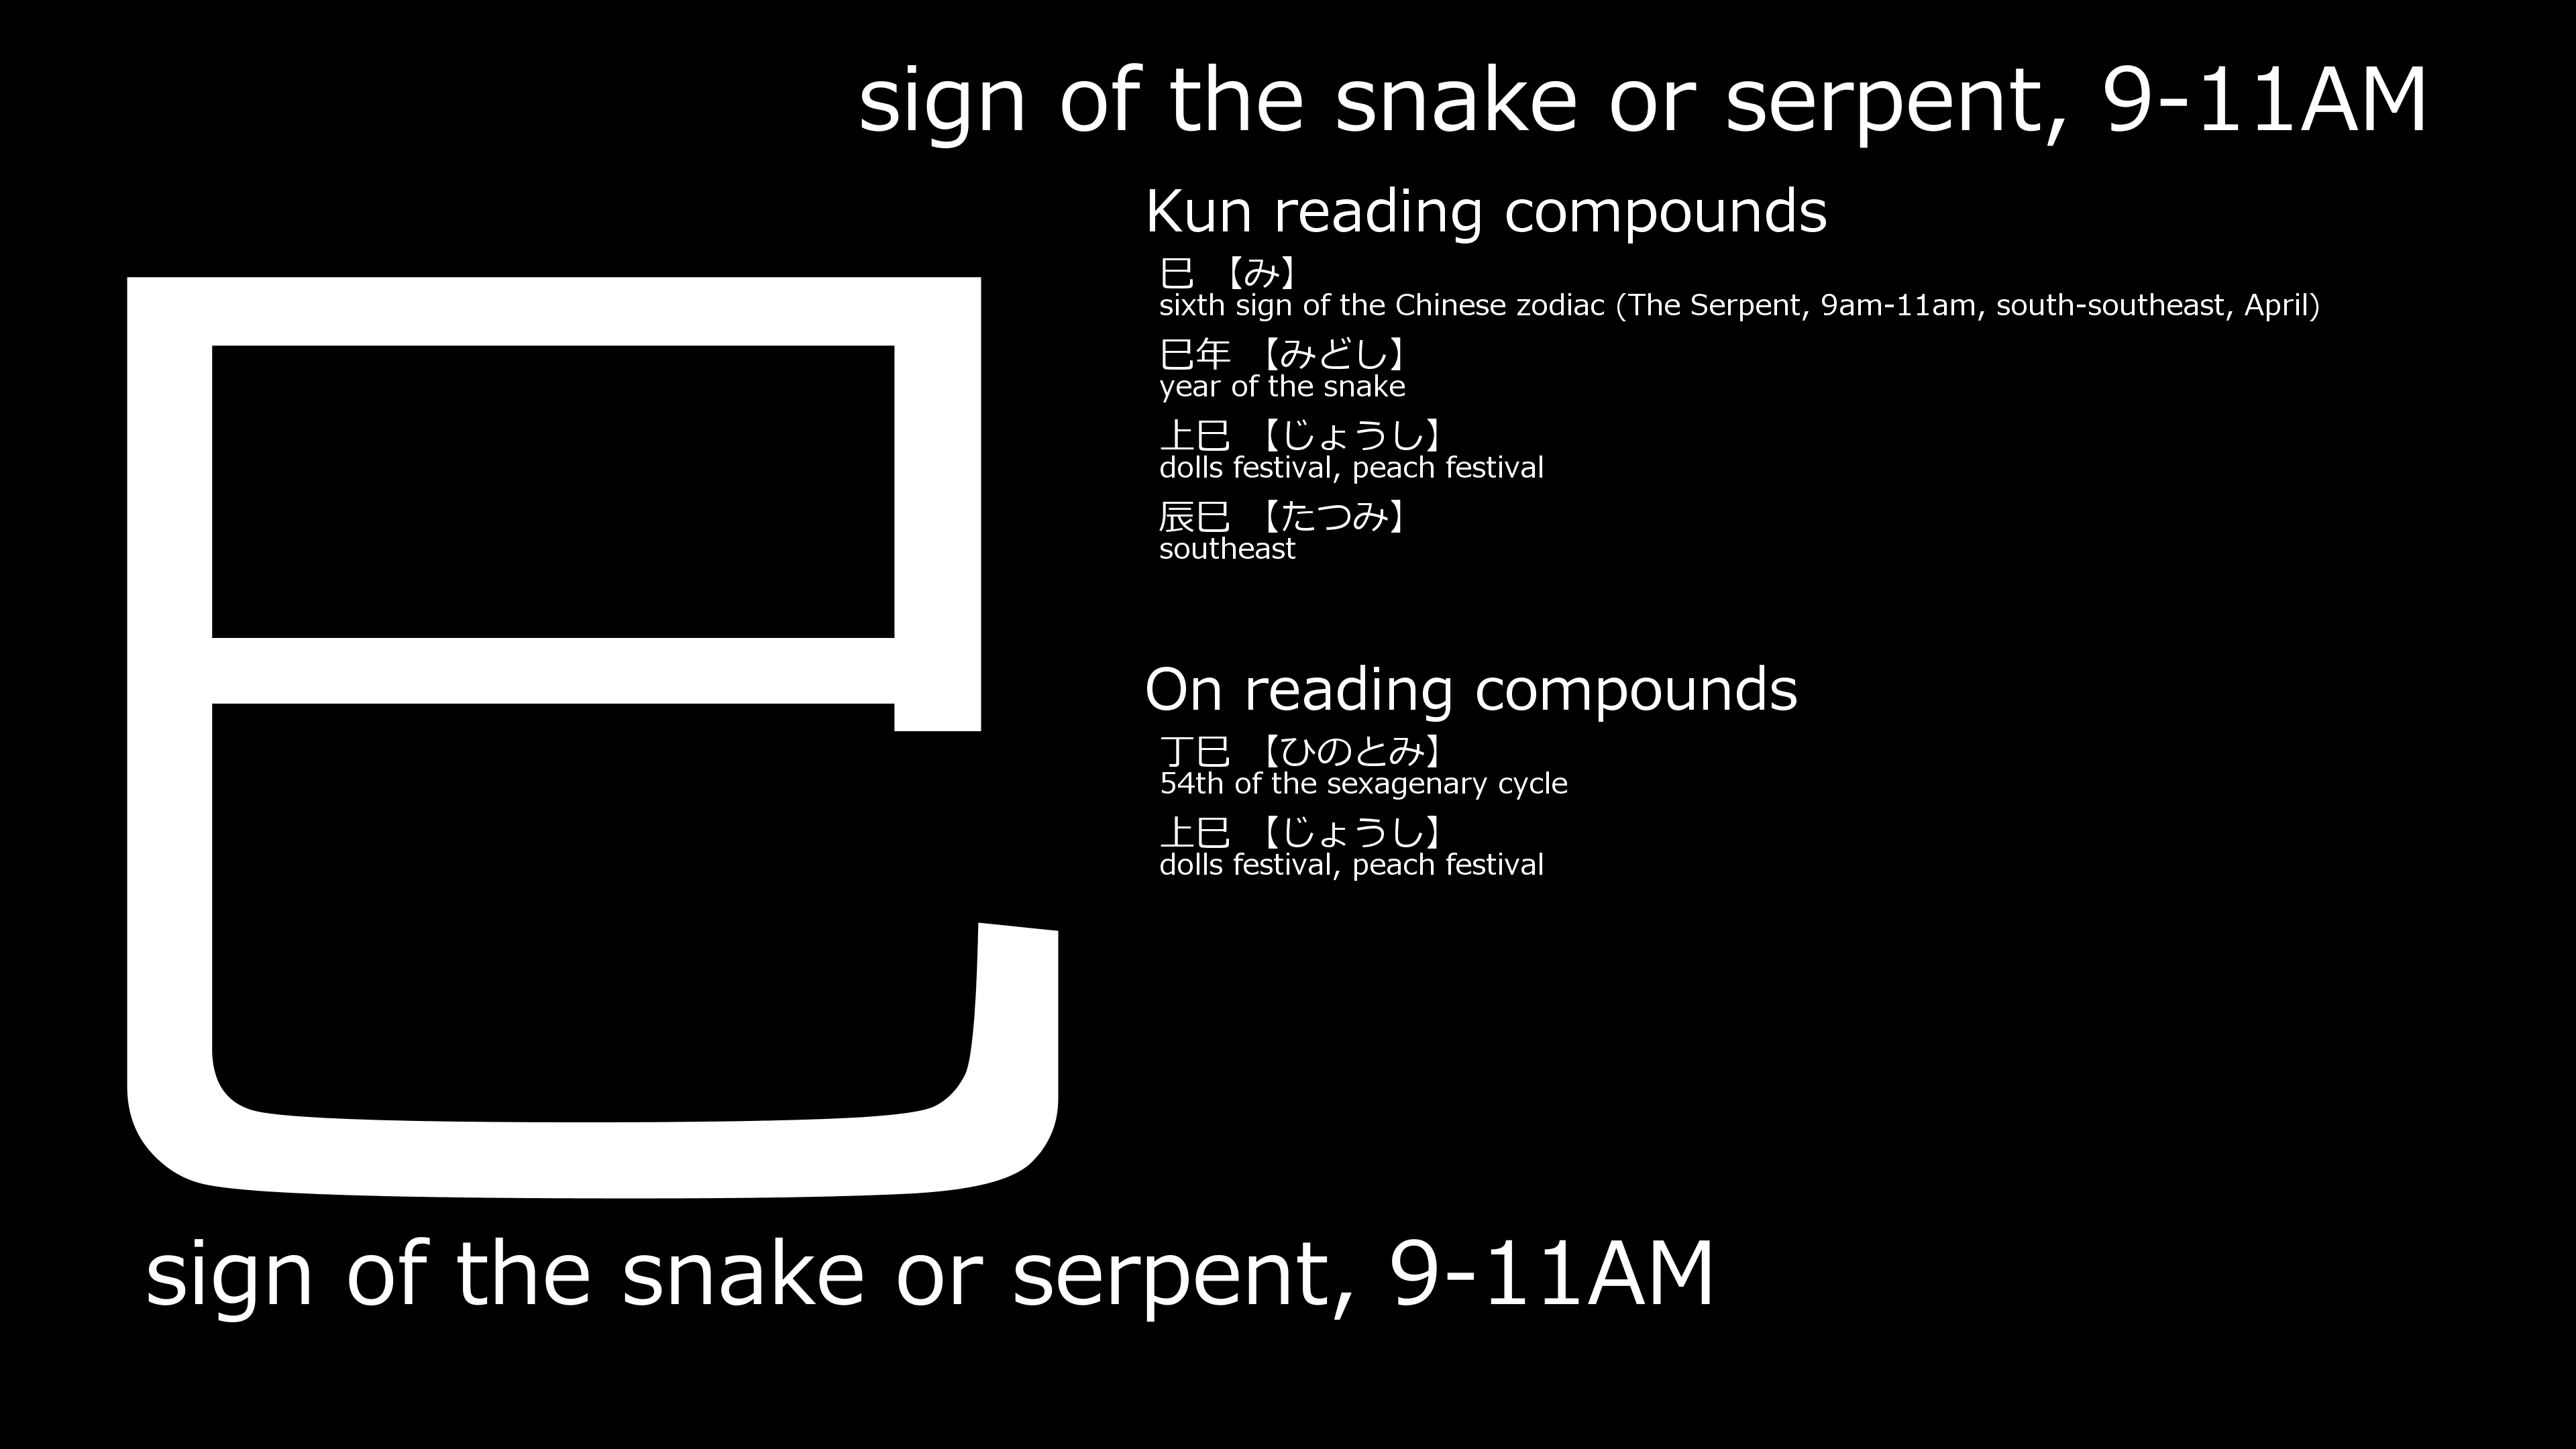 sign of the snake or serpent, 9-11AM
巳
Kun reading compounds
巳 【み】
sixth sign of the Chinese zodiac (The Serpent, 9am-11am, south-southeast, April)
巳年 【みどし】
year of the snake
上巳 【じょうし】
dolls festival, peach festival
辰巳 【たつみ】
southeast
On reading compounds
丁巳 【ひのとみ】
54th of the sexagenary cycle
上巳 【じょうし】
dolls festival, peach festival
sign of the snake or serpent, 9-11AM